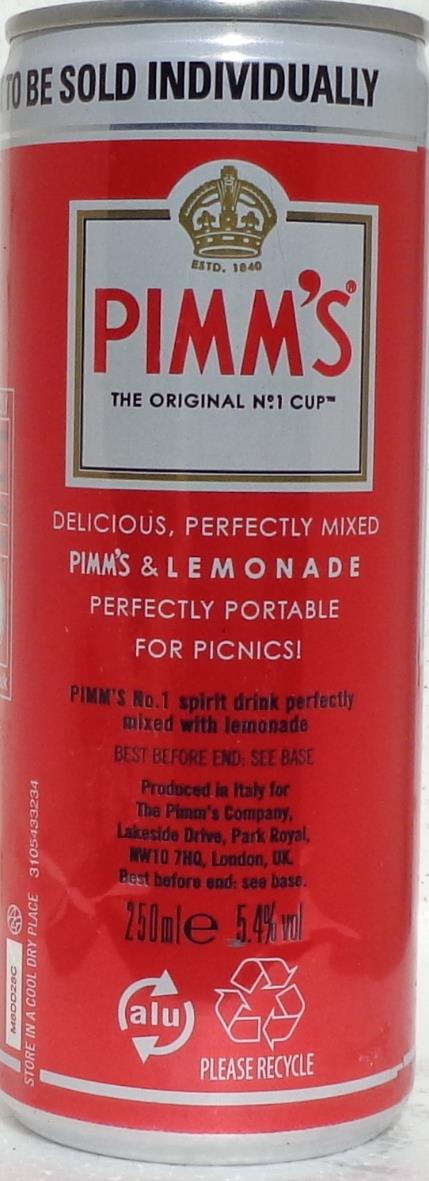 TO BE SOLD INDIVIDUALLY
ESTD. 1840
PIMM'S®
THE ORIGINAL Nº1 CUP™
DELICIOUS, PERFECTLY MIXED
PIMM'S & LEMONADE
PERFECTLY PORTABLE
FOR PICNICS!
PIMM'S No.1 spirit drink perfectly
mixed with lemonade
BEST BEFORE END: SEE BASE
Produced in Italy for
The Pimm's Company,
Lakeside Drive, Park Royal,
NW10 7HQ, London, UK.
Best before end: see base.
250ml e 5.4% vol
alu
PLEASE RECYCLE
STORE IN A COOL DRY PLACE 3105433234